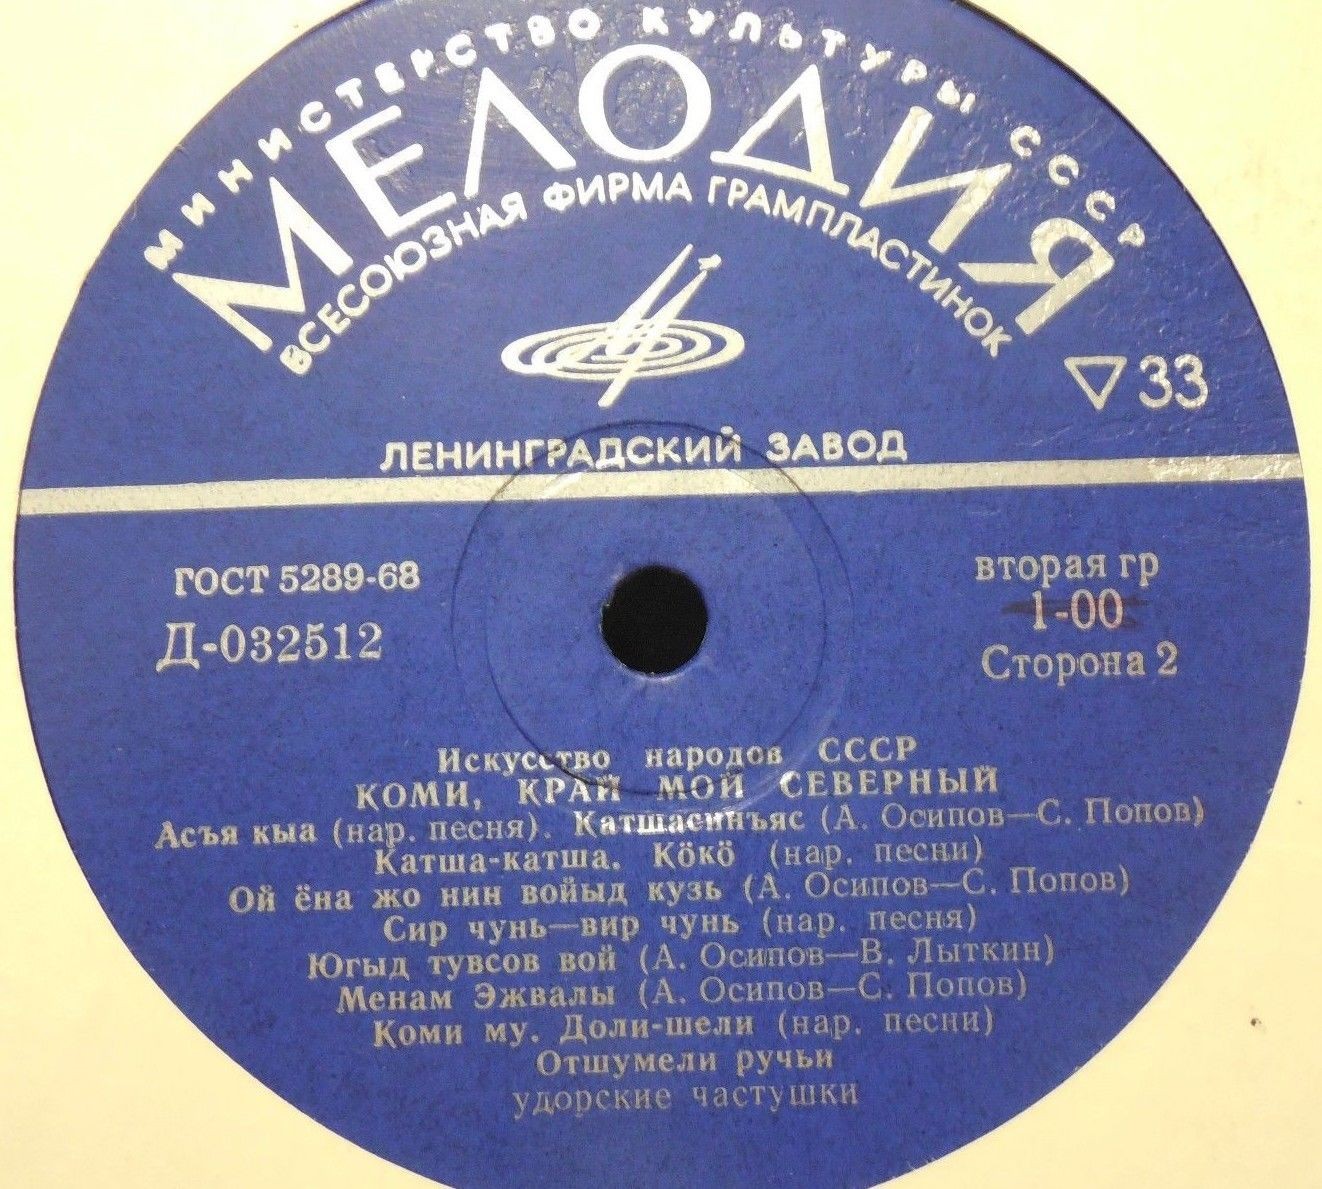 МИНИСТЕРСТВО КУЛЬТУРЫ СССР
МЕЛОДИЯ
ВСЕСОЮЗНАЯ ФИРМА ГРАМПЛАСТИНОК
33
ЛЕНИНГРАДСКИЙ ЗАВОД
ГОСТ 5289-68
Д-032512
вторая гр
1-00
Сторона 2
Искусство народов СССР
КОМИ, КРАЙ МОЙ СЕВЕРНЫЙ
Асъя кыа (нар. песня). Катшасинъяс (А. Осипов—С. Попов)
Катша-катша. Кӧкӧ (нар. песни)
Ой ёна жо нин войыд кузь (А. Осипов—С. Попов)
Сир чунь—вир чунь (нар. песня)
Югыд тувсов вой (А. Осипов—В. Лыткин)
Менам Эжвалы (А. Осипов—С. Попов)
Коми му. Доли-шели (нар. песни)
Отшумели ручьи
удорские частушки